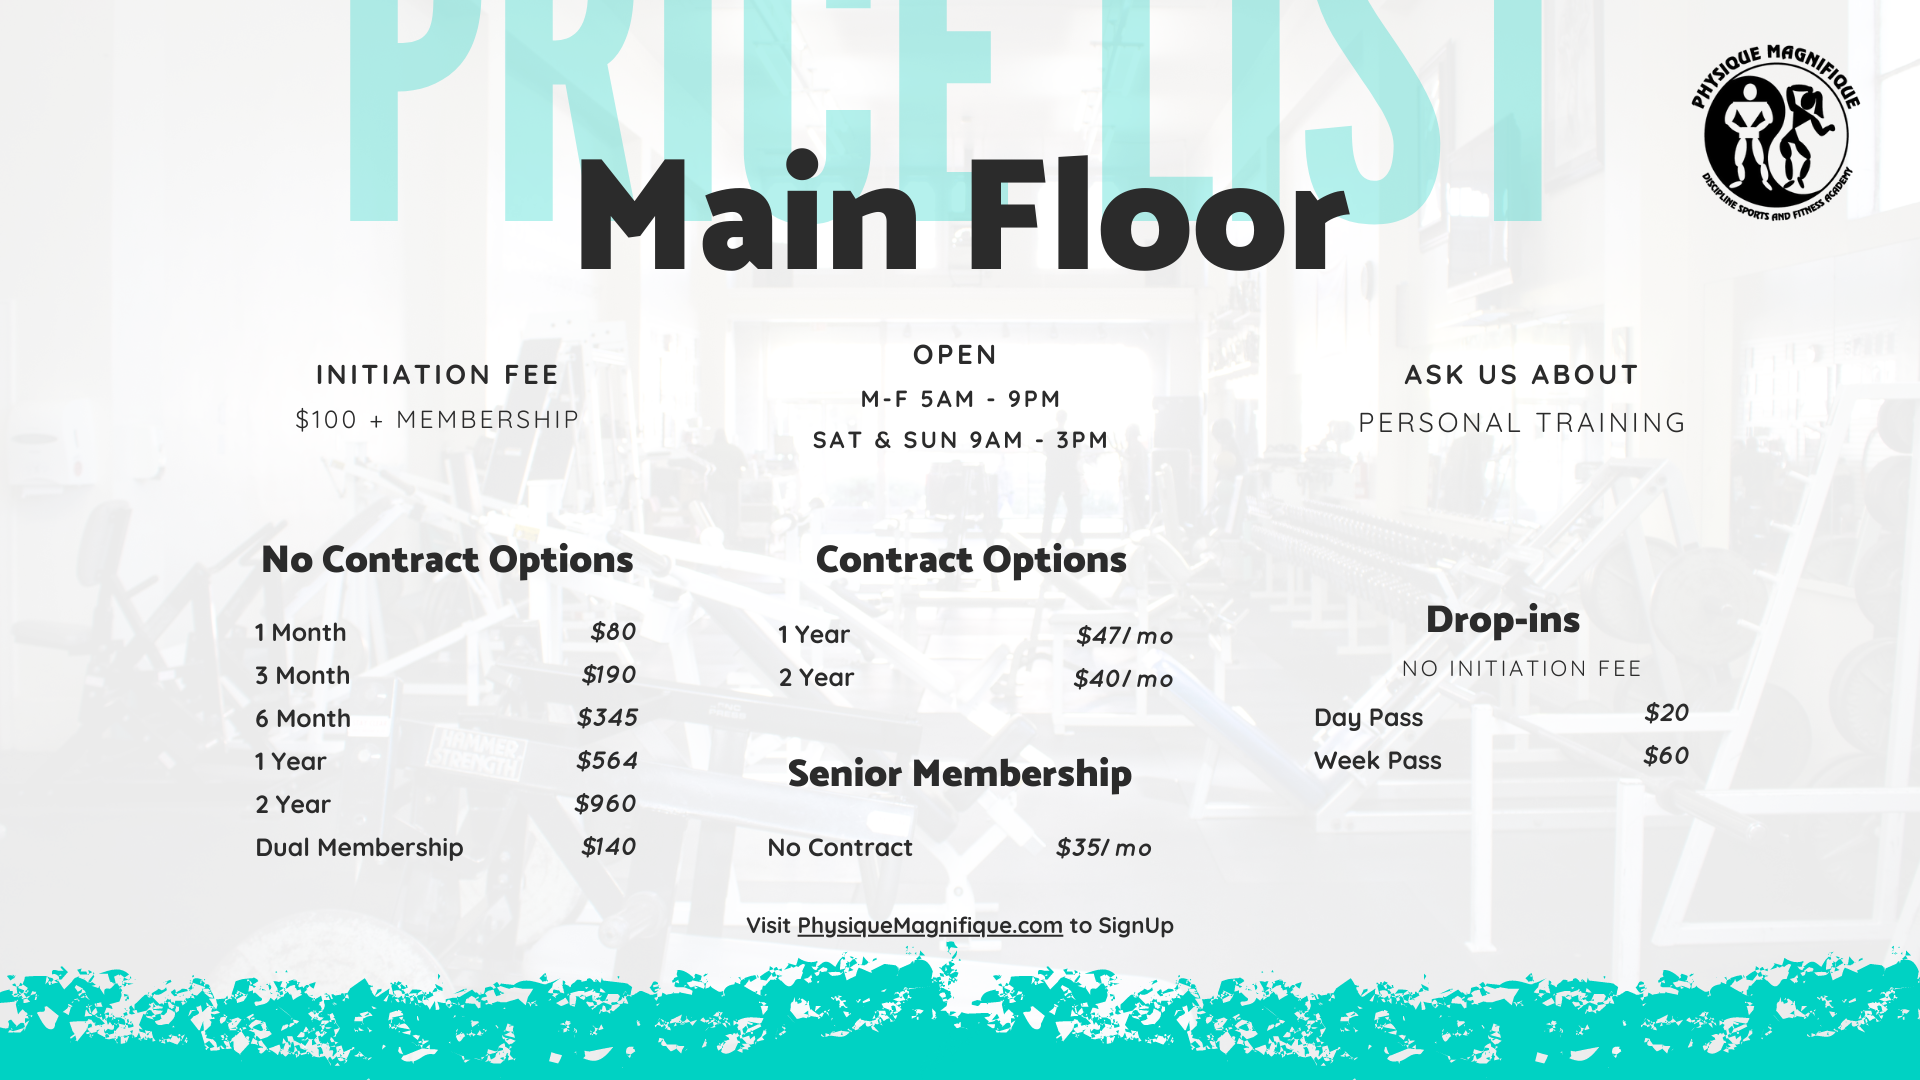 PRICE LIST
Main Floor
PHYSIQUE MAGNIFIQUE
DISCIPLINE SPORTS AND FITNESS ACADEMY
INITIATION FEE
$100 + MEMBERSHIP
OPEN
M-F 5AM - 9PM
SAT & SUN 9AM - 3PM
ASK US ABOUT
PERSONAL TRAINING
No Contract Options
1 Month $80
3 Month $190
6 Month $345
1 Year $564
2 Year $960
Dual Membership $140
Contract Options
1 Year $47/ mo
2 Year $40/ mo
Senior Membership
No Contract $35/ mo
Drop-ins
NO INITIATION FEE
Day Pass $20
Week Pass $60
HAMMER
STRENGTH
Visit PhysiqueMagnifique.com to SignUp